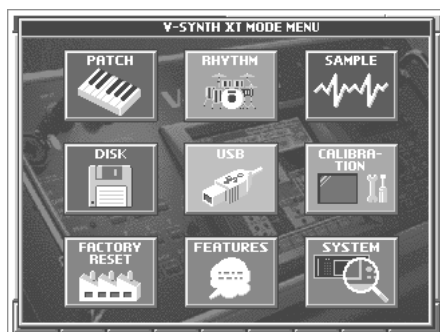 V-SYNTH XT MODE MENU
PATCH
RHYTHM
SAMPLE
DISK
USB
CALIBRA-
TION
FACTORY
RESET
FEATURES
SYSTEM